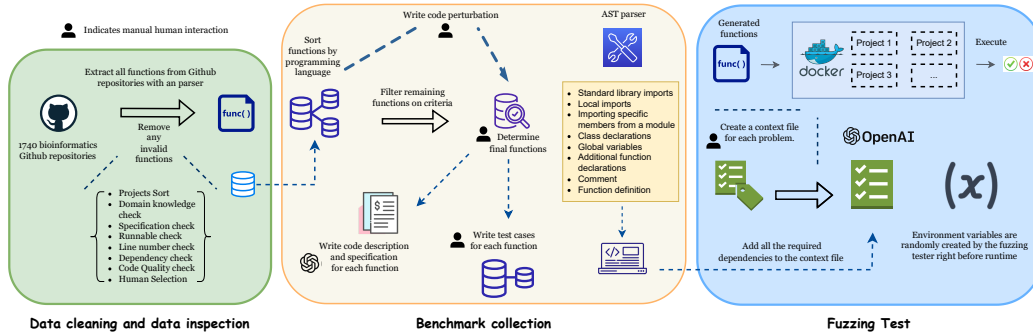 Indicates manual human interaction
Extract all functions from Github
repositories with an parser
func()
1740 bioinformatics
Github repositories
Remove
any
invalid
functions
Projects Sort
Domain knowledge
check
Specification check
Runnable check
Line number check
Dependency check
Code Quality check
Human Selection
Data cleaning and data inspection
Write code perturbation
Sort
functions by
programming
language
Filter remaining
functions on criteria
Determine
final functions
Write code description
and specification
for each function
Write test cases
for each function
AST parser
Standard library imports
Local imports
Importing specific
members from a module
Class declarations
Global variables
Additional function
declarations
Comment
Function definition
Benchmark collection
Generated
functions
func()
docker
Project 1
Project 2
Project 3
...
Execute
Create a context file
for each problem.
OpenAI
(x)
Add all the required
dependencies to the context file
Environment variables are
randomly created by the fuzzing
tester right before runtime
Fuzzing Test